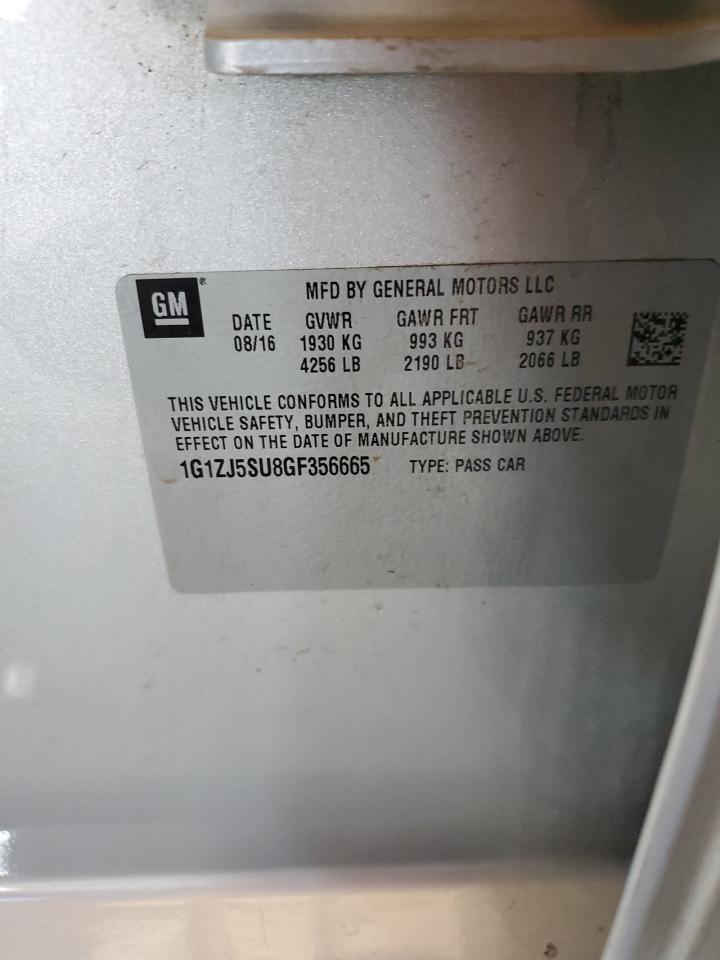 GM ®
MFD BY GENERAL MOTORS LLC
DATE GVWR GAWR FRT GAWR RR
08/16 1930 KG 993 KG 937 KG
4256 LB 2190 LB 2066 LB
THIS VEHICLE CONFORMS TO ALL APPLICABLE U.S. FEDERAL MOTOR
VEHICLE SAFETY, BUMPER, AND THEFT PREVENTION STANDARDS IN
EFFECT ON THE DATE OF MANUFACTURE SHOWN ABOVE.
1G1ZJ5SU8GF356665 TYPE: PASS CAR